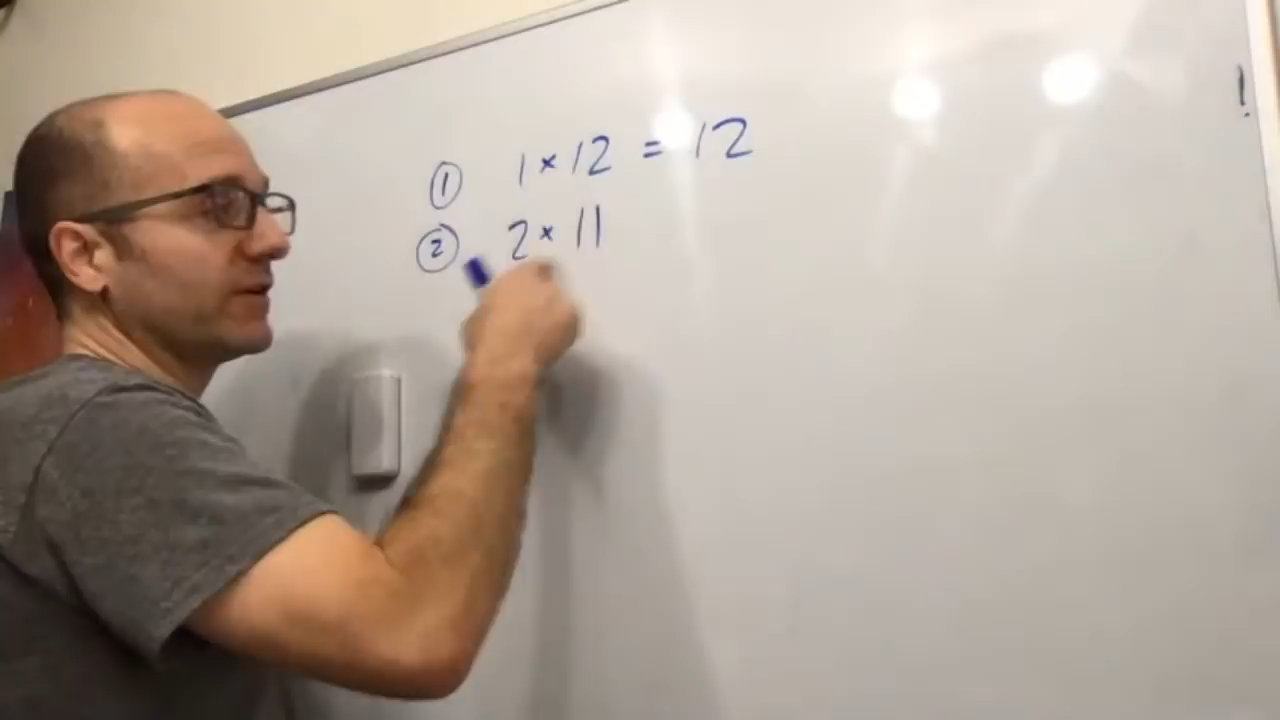 ① 1 × 12 = 12
② 2 × 11
!